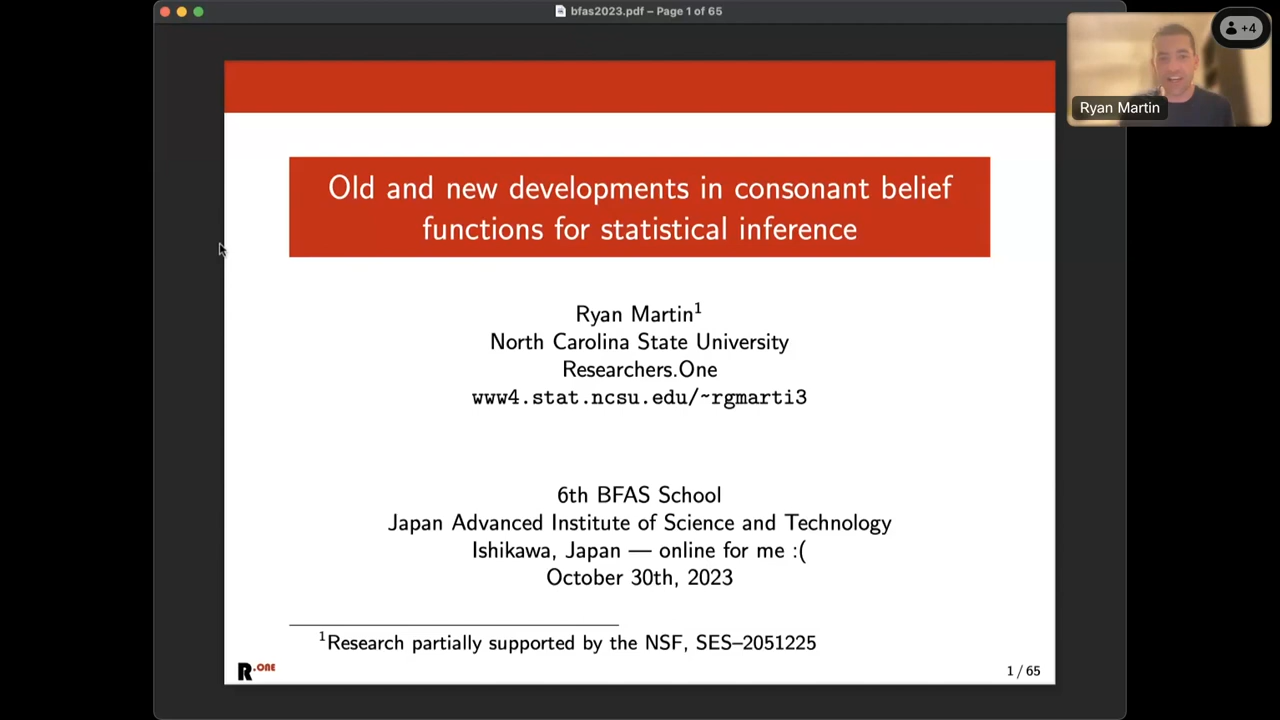 bfas2023.pdf – Page 1 of 65
+4
Ryan Martin
Old and new developments in consonant belief
functions for statistical inference
Ryan Martin¹
North Carolina State University
Researchers.One
www4.stat.ncsu.edu/~rgmarti3
6th BFAS School
Japan Advanced Institute of Science and Technology
Ishikawa, Japan — online for me :(
October 30th, 2023
¹Research partially supported by the NSF, SES–2051225
R.ONE
1 / 65